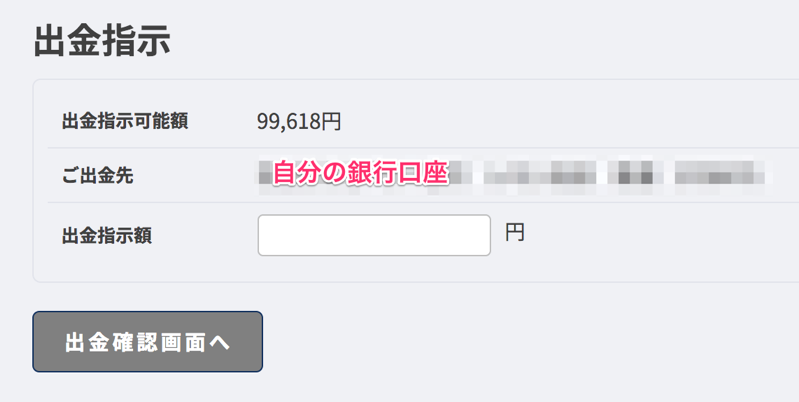 出金指示
出金指示可能額 99,618円
ご出金先 自分の銀行口座
出金指示額 円
出金確認画面へ